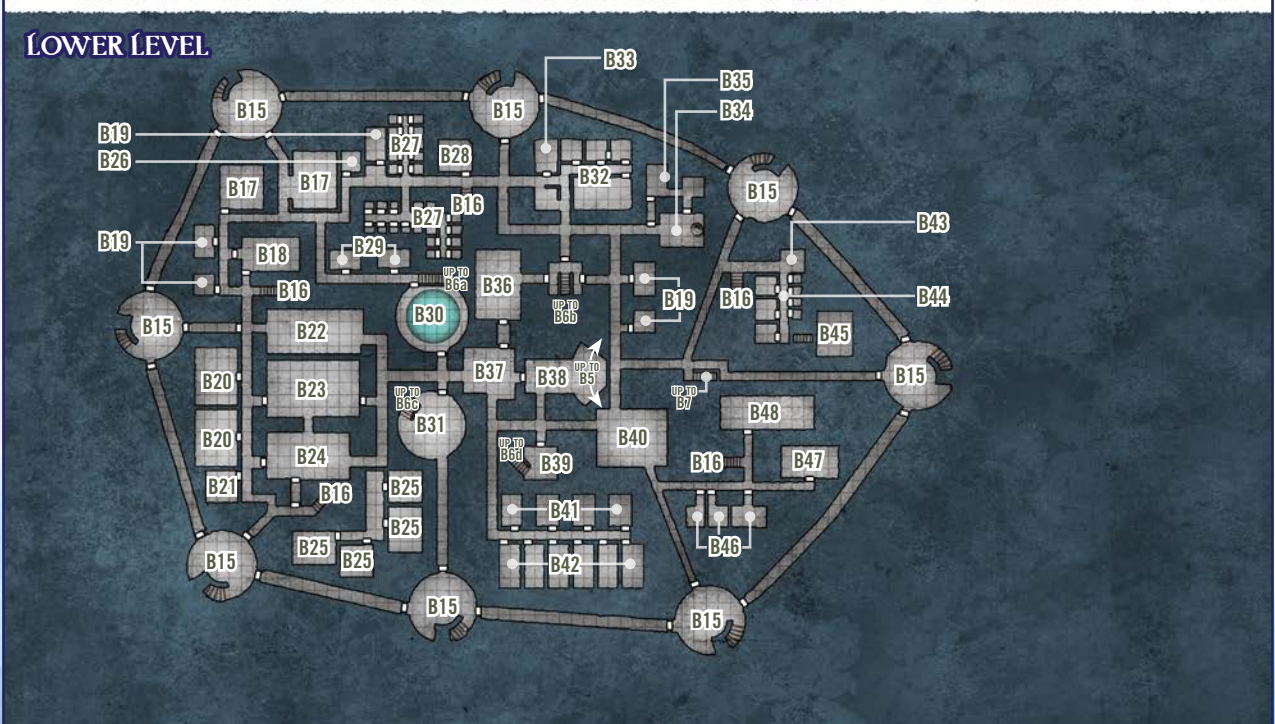 LOWER LEVEL
B33
B35
B15
B15
B34
B19
B27
B26
B28
B32
B17
B17
B15
B16
B27
B43
B19
B29
B18
UP TO
B6a
B36
B16
UP TO
B6b
B19
B16
B44
B15
B30
B22
B45
B37
B38
UP TO
B5
B15
B20
B23
UP TO
B6c
UP TO
B7
B31
B48
B20
B40
B24
UP TO
B6d
B39
B16
B47
B21
B16
B25
B41
B25
B46
B25
B25
B42
B15
B15
B15